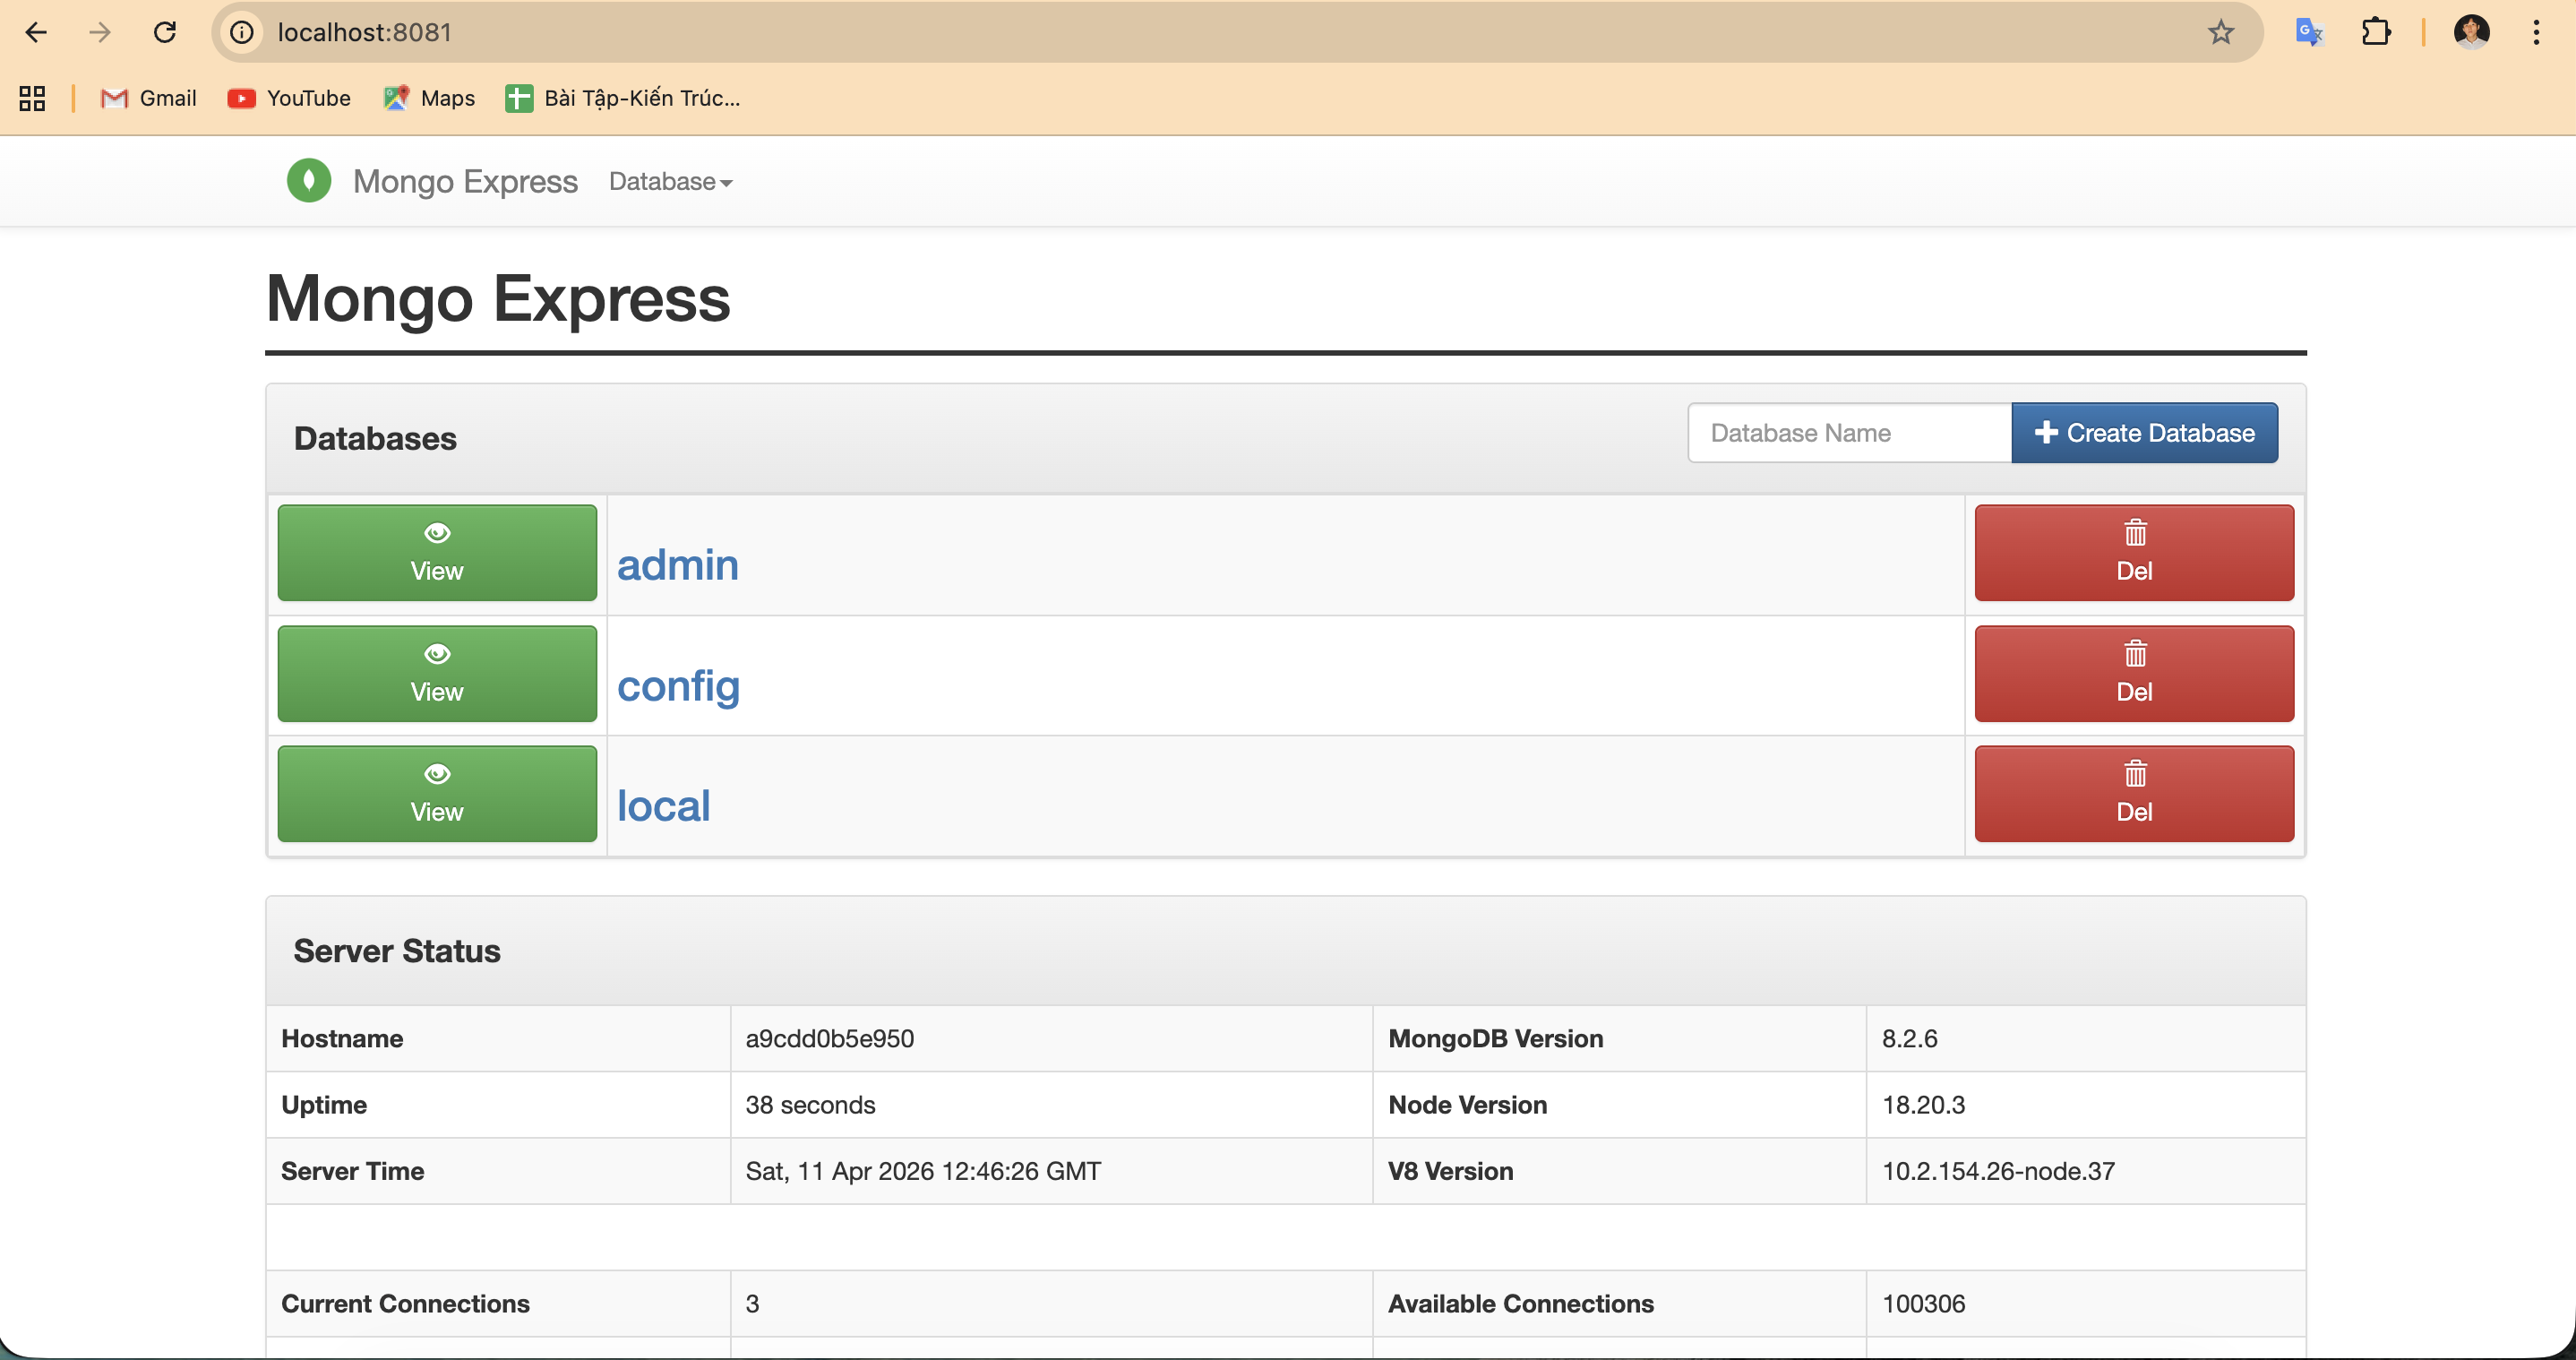 localhost:8081
Gmail YouTube Maps Bài Tập-Kiến Trúc...
Mongo Express Database
Mongo Express
Databases Database Name Create Database
View admin Del
View config Del
View local Del
Server Status
Hostname a9cdd0b5e950 MongoDB Version 8.2.6
Uptime 38 seconds Node Version 18.20.3
Server Time Sat, 11 Apr 2026 12:46:26 GMT V8 Version 10.2.154.26-node.37
Current Connections 3 Available Connections 100306